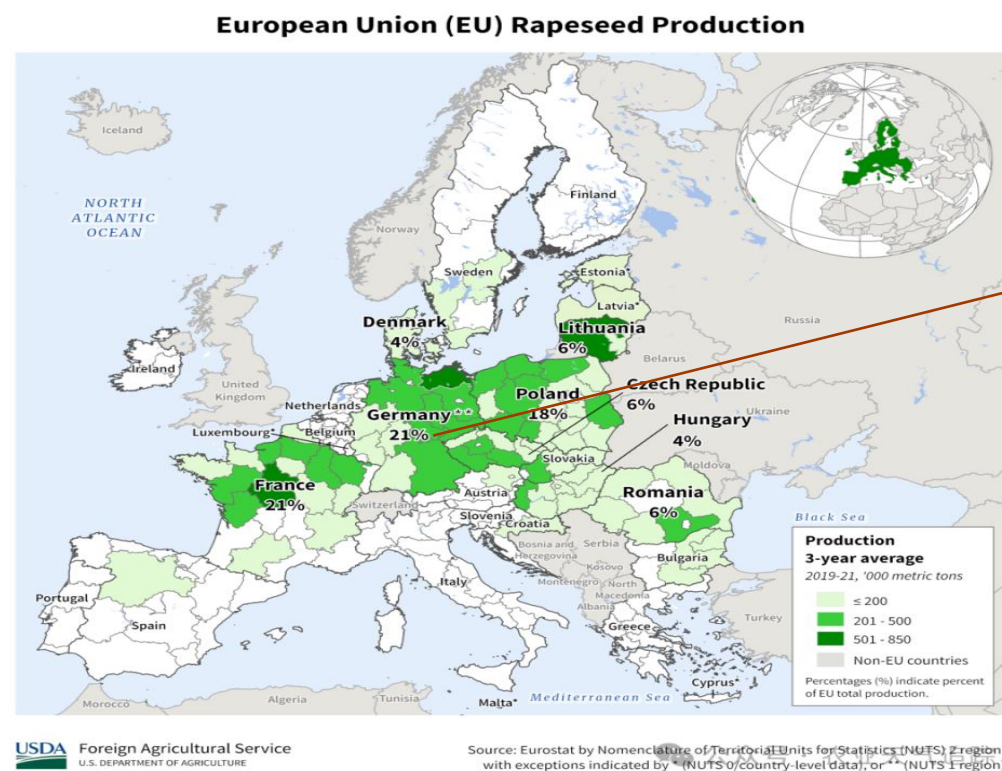 European Union (EU) Rapeseed Production
Iceland
NORTH
ATLANTIC
OCEAN
Norway
Finland
Sweden
Estonia*
Latvia*
Russia
Denmark
4%
Lithuania
6%
Ireland
United
Kingdom
Belarus
Netherlands
Germany**
21%
Poland
18%
Czech Republic
6%
Hungary
4%
Ukraine
Luxembourg*
Belgium
Slovakia
Moldova
France
21%
Switzerland
Austria
Slovenia
Croatia
Romania
6%
Black Sea
Bosnia and
Herzegovina
Serbia
Kosovo
Montenegro
North
Macedonia
Albania
Bulgaria
Italy
Portugal
Spain
Greece
Turkey
Cyprus*
Malta*
Mediterranean Sea
Morocco
Algeria
Tunisia
Production
3-year average
2019-21, '000 metric tons
≤ 200
201 - 500
501 - 850
Non-EU countries
Percentages (%) indicate percent
of EU total production.
USDA
Foreign Agricultural Service
U.S. DEPARTMENT OF AGRICULTURE
Source: Eurostat by Nomenclature of Territorial Units for Statistics (NUTS) 2 region
with exceptions indicated by * (NUTS 0/country-level data), or ** (NUTS 1 region
公众号